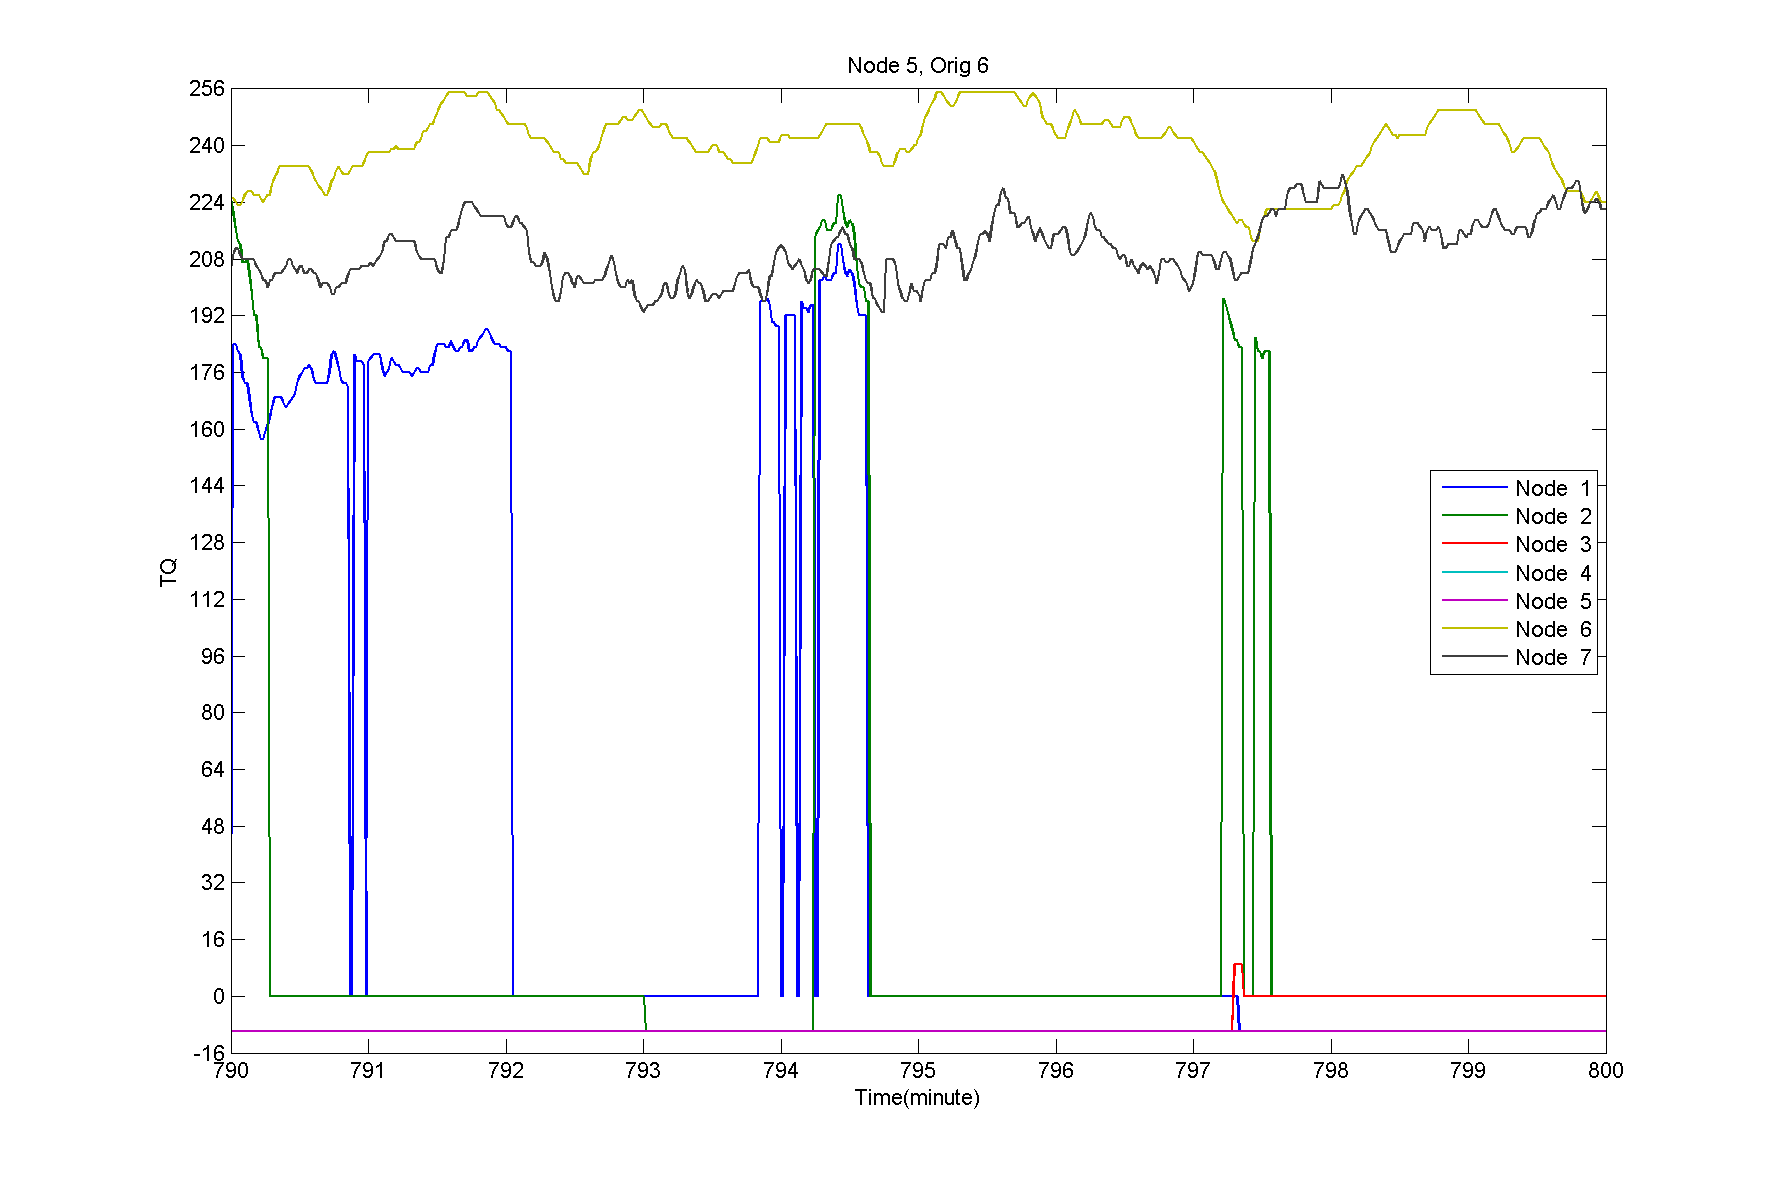 Node 5, Orig 6
256
240
224
208
192
176
160
144
128
112
96
80
64
48
32
16
0
-16
TQ
Node 1
Node 2
Node 3
Node 4
Node 5
Node 6
Node 7
790 791 792 793 794 795 796 797 798 799 800
Time(minute)